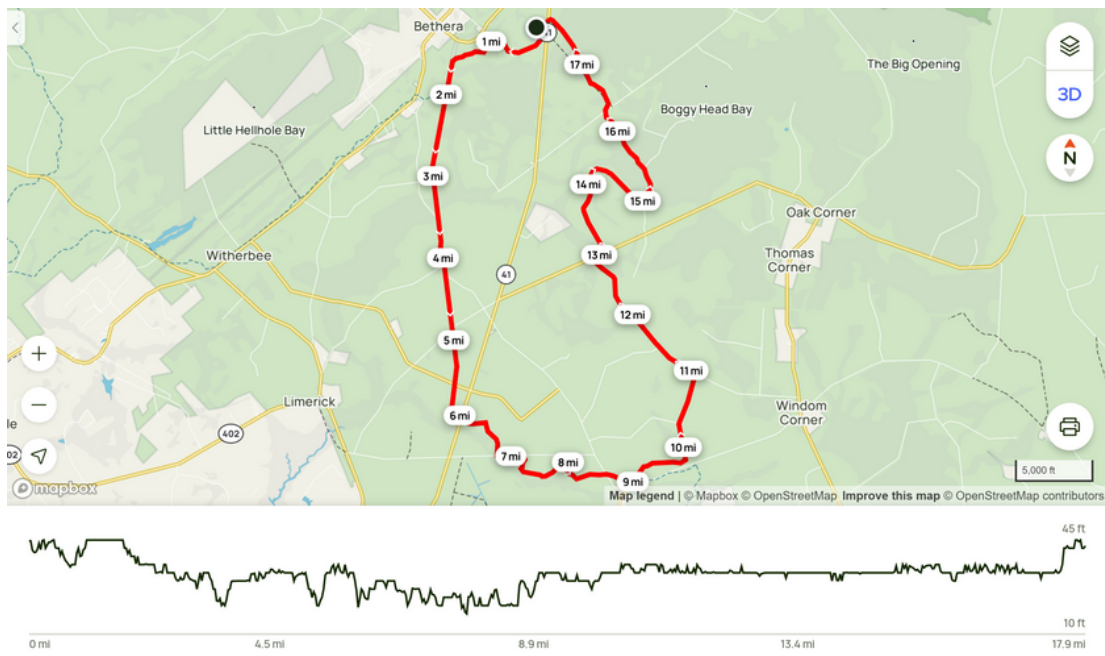 Bethera
41
1 mi
17 mi
The Big Opening
3D
2 mi
Boggy Head Bay
Little Hellhole Bay
16 mi
N
3 mi
14 mi
15 mi
Oak Corner
Witherbee
4 mi
13 mi
Thomas
Corner
41
12 mi
5 mi
11 mi
Limerick
Windom
Corner
6 mi
402
10 mi
7 mi
8 mi
9 mi
5,000 ft
mapbox
Map legend | © Mapbox © OpenStreetMap Improve this map © OpenStreetMap contributors
45 ft
10 ft
0 mi
4.5 mi
8.9 mi
13.4 mi
17.9 mi